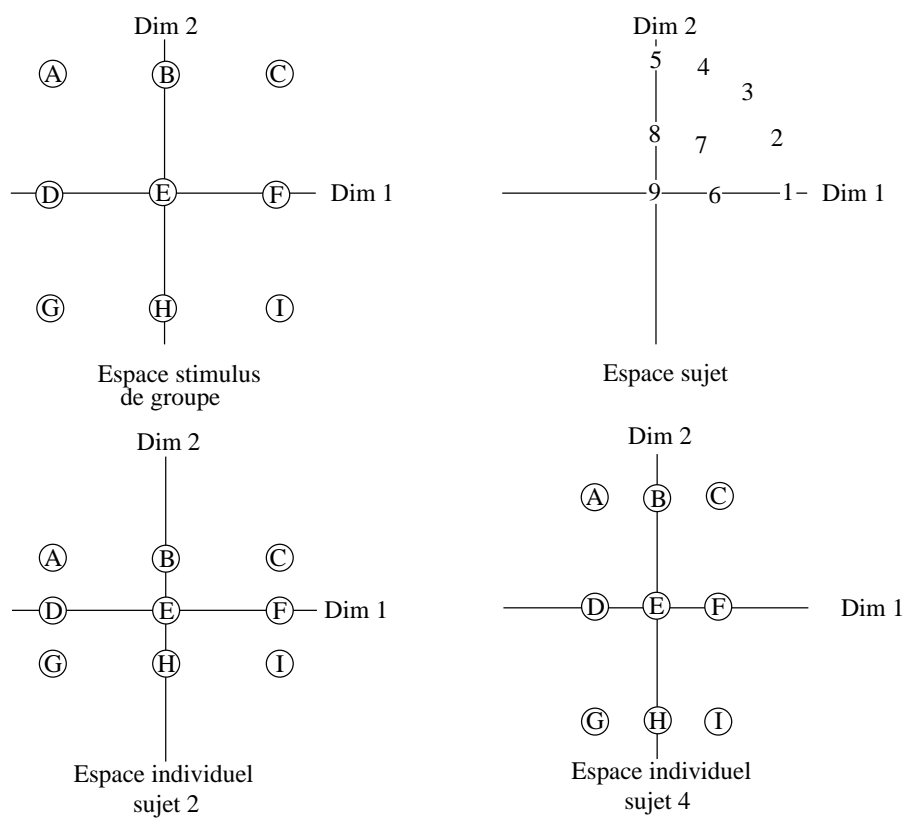 Dim 2
A B C
D E F Dim 1
G H I
Espace stimulus
de groupe
Dim 2
5 4
3
8 7 2
9 6 1 Dim 1
Espace sujet
Dim 2
A B C
D E F Dim 1
G H I
Espace individuel
sujet 2
Dim 2
A B C
D E F Dim 1
G H I
Espace individuel
sujet 4